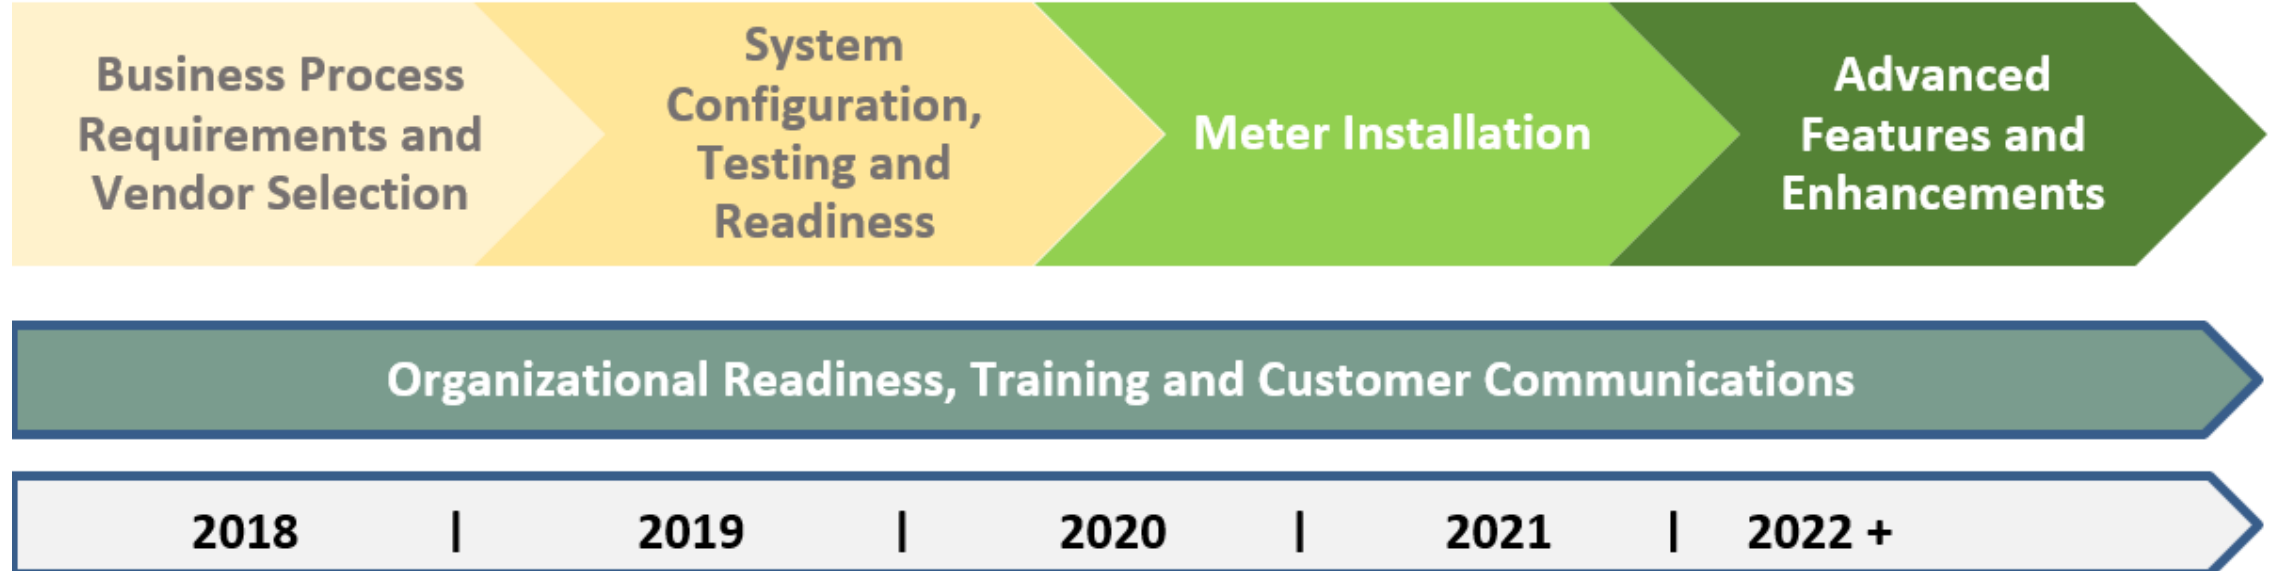 Business Process
Requirements and
Vendor Selection
System
Configuration,
Testing and
Readiness
Meter Installation
Advanced
Features and
Enhancements
Organizational Readiness, Training and Customer Communications
2018 | 2019 | 2020 | 2021 | 2022 +